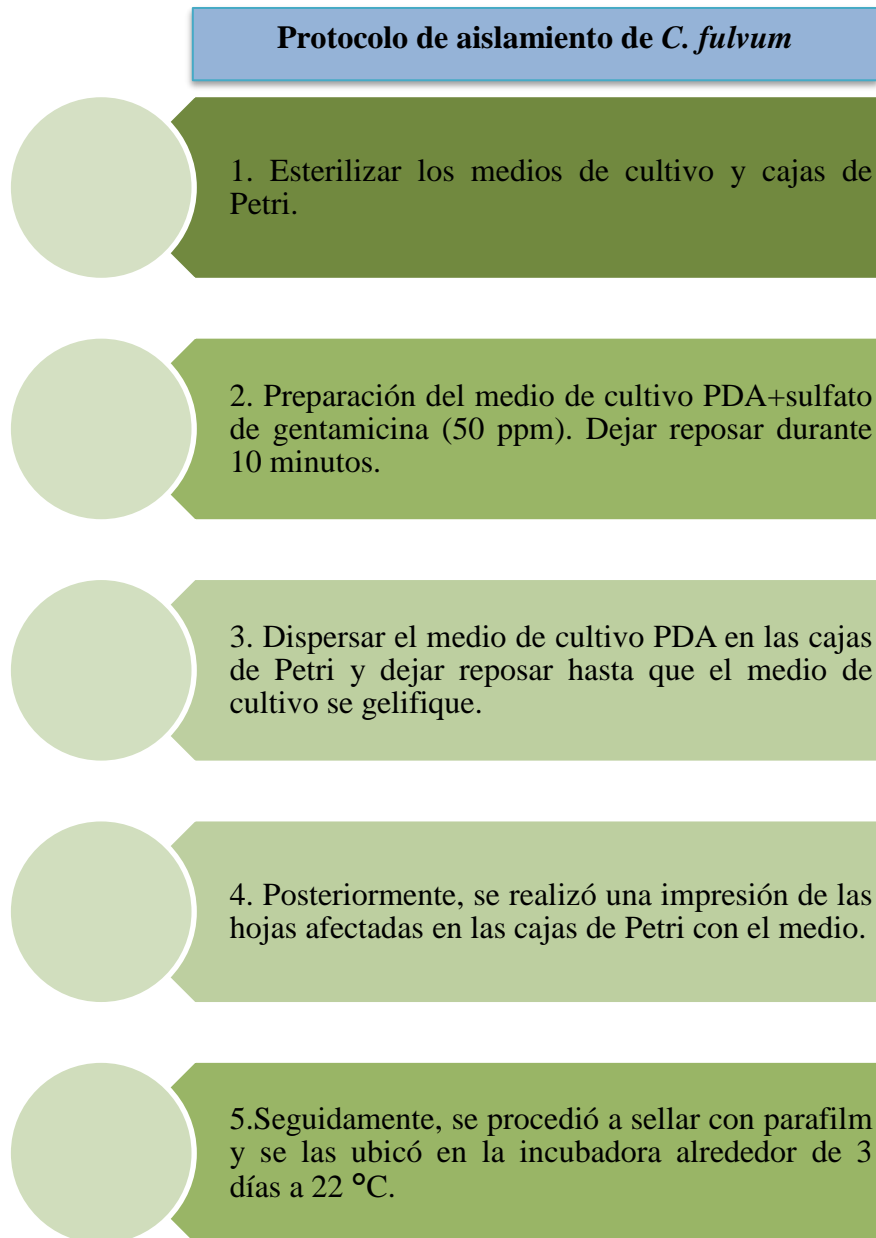 Protocolo de aislamiento de C. fulvum
1. Esterilizar los medios de cultivo y cajas de
Petri.
2. Preparación del medio de cultivo PDA+sulfato
de gentamicina (50 ppm). Dejar reposar durante
10 minutos.
3. Dispersar el medio de cultivo PDA en las cajas
de Petri y dejar reposar hasta que el medio de
cultivo se gelifique.
4. Posteriormente, se realizó una impresión de las
hojas afectadas en las cajas de Petri con el medio.
5.Seguidamente, se procedió a sellar con parafilm
y se las ubicó en la incubadora alrededor de 3
días a 22 °C.